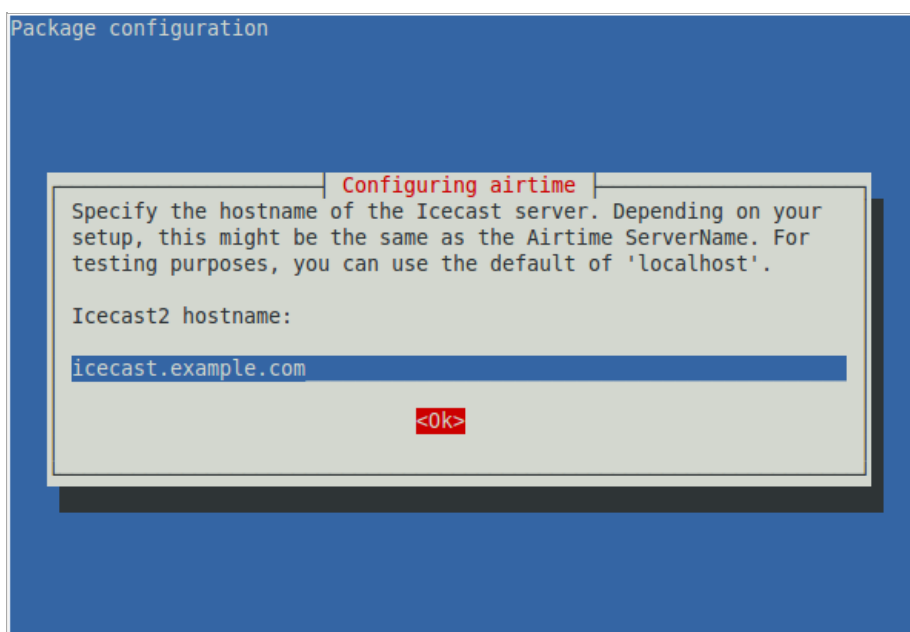 Package configuration
Configuring airtime
Specify the hostname of the Icecast server. Depending on your
setup, this might be the same as the Airtime ServerName. For
testing purposes, you can use the default of 'localhost'.
Icecast2 hostname:
icecast.example.com
<Ok>